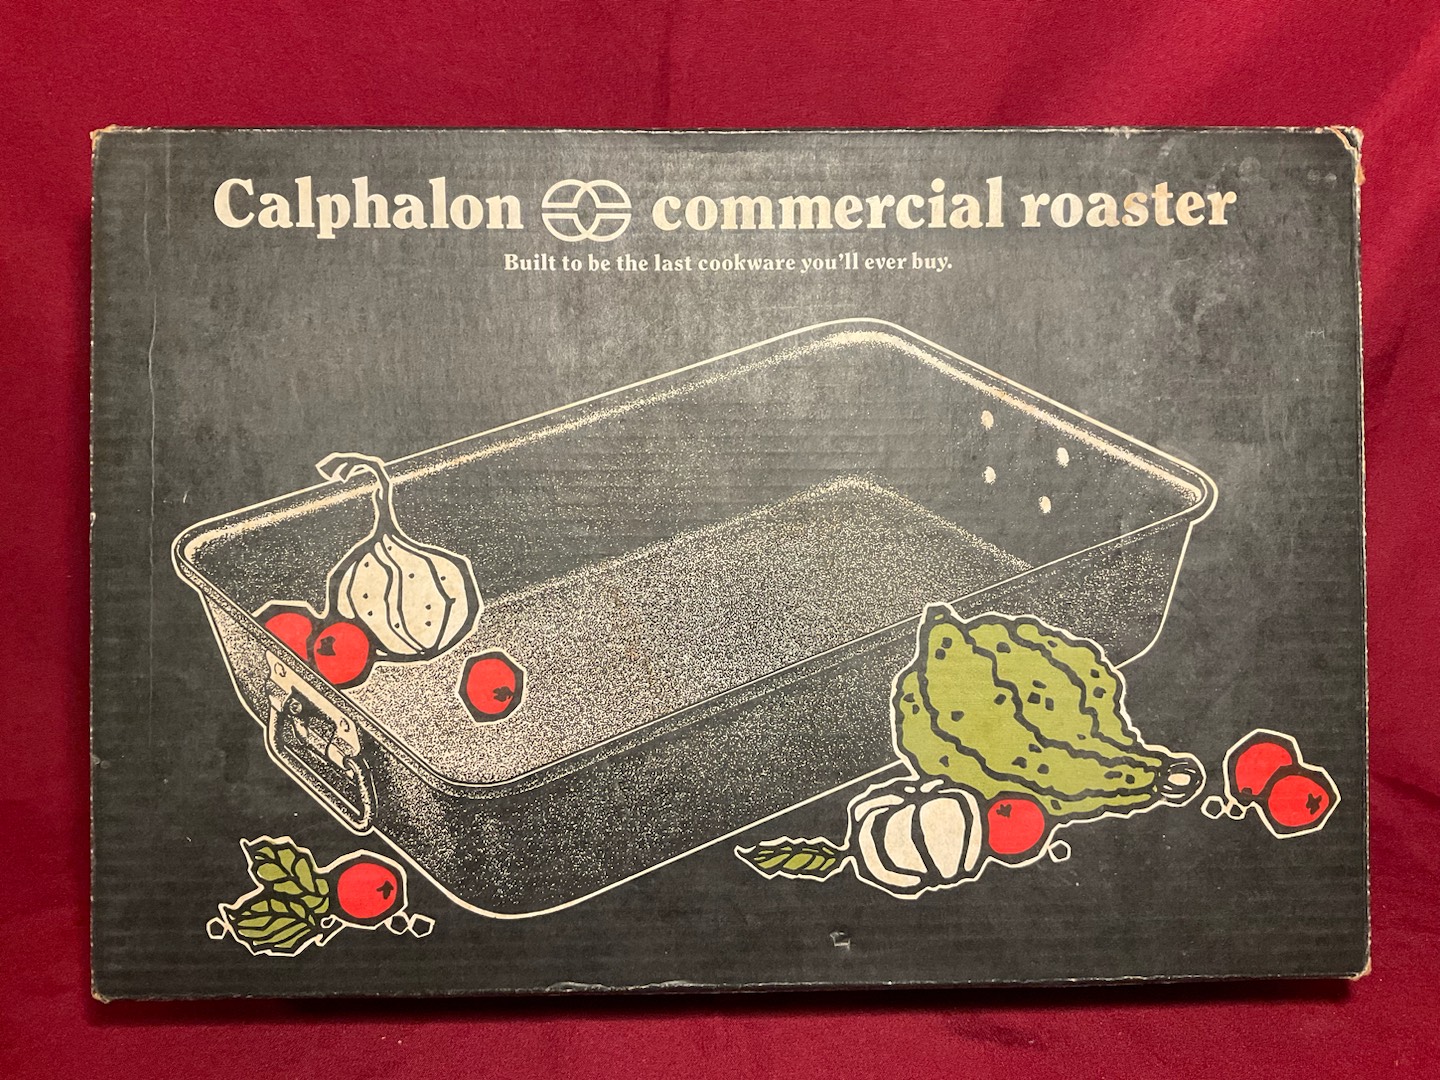 Calphalon commercial roaster
Built to be the last cookware you'll ever buy.